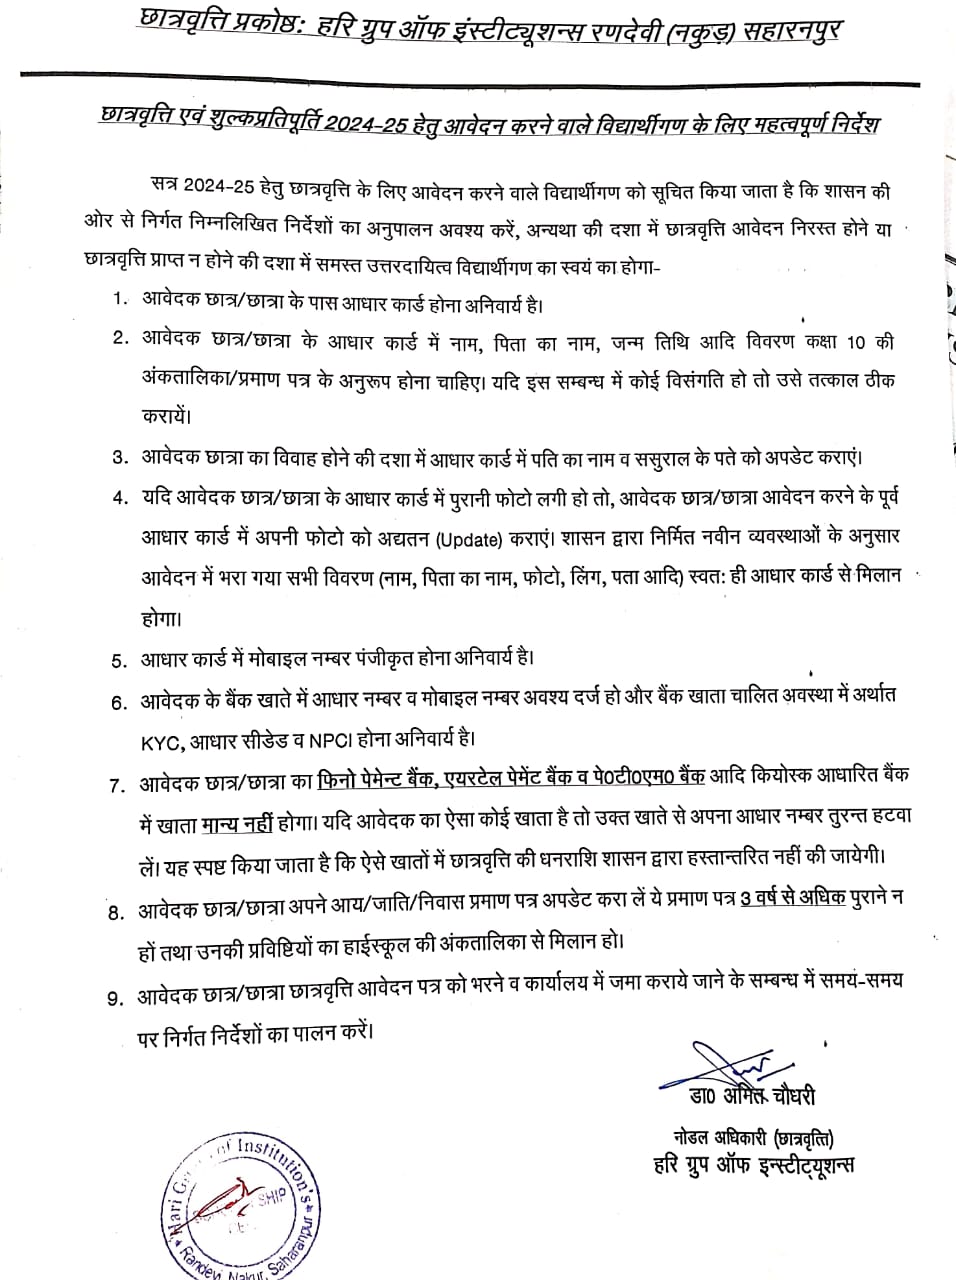 छात्रवृत्ति प्रकोष्ठ: हरि ग्रुप ऑफ इंस्टीट्यूशन्स रणदेवी (नकुड़) सहारनपुर
छात्रवृत्ति एवं शुल्कप्रतिपूर्ति 2024-25 हेतु आवेदन करने वाले विद्यार्थीगण के लिए महत्वपूर्ण निर्देश
सत्र 2024-25 हेतु छात्रवृत्ति के लिए आवेदन करने वाले विद्यार्थीगण को सूचित किया जाता है कि शासन की
ओर से निर्गत निम्नलिखित निर्देशों का अनुपालन अवश्य करें, अन्यथा की दशा में छात्रवृत्ति आवेदन निरस्त होने या
छात्रवृत्ति प्राप्त न होने की दशा में समस्त उत्तरदायित्व विद्यार्थीगण का स्वयं का होगा-
1. आवेदक छात्र/छात्रा के पास आधार कार्ड होना अनिवार्य है।
2. आवेदक छात्र/छात्रा के आधार कार्ड में नाम, पिता का नाम, जन्म तिथि आदि विवरण कक्षा 10 की
अंकतालिका/प्रमाण पत्र के अनुरूप होना चाहिए। यदि इस सम्बन्ध में कोई विसंगति हो तो उसे तत्काल ठीक
करायें।
3. आवेदक छात्रा का विवाह होने की दशा में आधार कार्ड में पति का नाम व ससुराल के पते को अपडेट कराएं।
4. यदि आवेदक छात्र/छात्रा के आधार कार्ड में पुरानी फोटो लगी हो तो, आवेदक छात्र/छात्रा आवेदन करने के पूर्व
आधार कार्ड में अपनी फोटो को अद्यतन (Update) कराएं। शासन द्वारा निर्मित नवीन व्यवस्थाओं के अनुसार
आवेदन में भरा गया सभी विवरण (नाम, पिता का नाम, फोटो, लिंग, पता आदि) स्वत: ही आधार कार्ड से मिलान
होगा।
5. आधार कार्ड में मोबाइल नम्बर पंजीकृत होना अनिवार्य है।
6. आवेदक के बैंक खाते में आधार नम्बर व मोबाइल नम्बर अवश्य दर्ज हो और बैंक खाता चालित अवस्था में अर्थात
KYC, आधार सीडेड व NPCI होना अनिवार्य है।
7. आवेदक छात्र/छात्रा का फिनो पेमेन्ट बैंक, एयरटेल पेमेंट बैंक व पे0टी0एम0 बैंक आदि कियोस्क आधारित बैंक
में खाता मान्य नहीं होगा। यदि आवेदक का ऐसा कोई खाता है तो उक्त खाते से अपना आधार नम्बर तुरन्त हटवा
लें। यह स्पष्ट किया जाता है कि ऐसे खातों में छात्रवृत्ति की धनराशि शासन द्वारा हस्तान्तरित नहीं की जायेगी।
8. आवेदक छात्र/छात्रा अपने आय/जाति/निवास प्रमाण पत्र अपडेट करा लें ये प्रमाण पत्र 3 वर्ष से अधिक पुराने न
हों तथा उनकी प्रविष्टियों का हाईस्कूल की अंकतालिका से मिलान हो।
9. आवेदक छात्र/छात्रा छात्रवृत्ति आवेदन पत्र को भरने व कार्यालय में जमा कराये जाने के सम्बन्ध में समय-समय
पर निर्गत निर्देशों का पालन करें।
डा0 अमित चौधरी
नोडल अधिकारी (छात्रवृत्ति)
हरि ग्रुप ऑफ इन्स्टीट्यूशन्स
Hari of Institution's
SHIP
Randevi, Nakur, Saharanpur